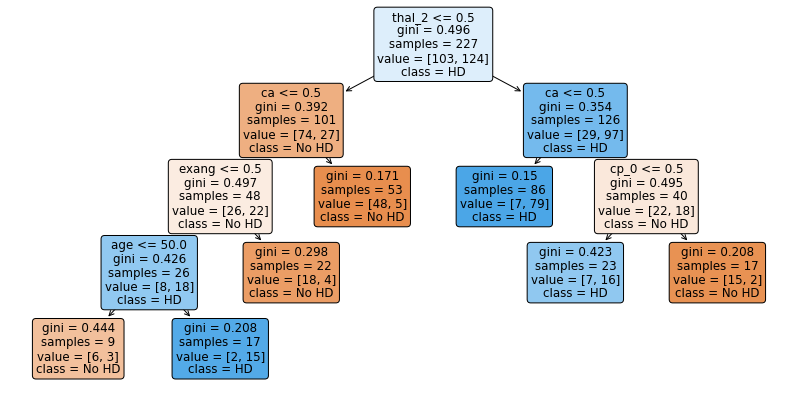 thal_2 <= 0.5
gini = 0.496
samples = 227
value = [103, 124]
class = HD
ca <= 0.5
gini = 0.392
samples = 101
value = [74, 27]
class = No HD
ca <= 0.5
gini = 0.354
samples = 126
value = [29, 97]
class = HD
exang <= 0.5
gini = 0.497
samples = 48
value = [26, 22]
class = No HD
gini = 0.171
samples = 53
value = [48, 5]
class = No HD
gini = 0.15
samples = 86
value = [7, 79]
class = HD
cp_0 <= 0.5
gini = 0.495
samples = 40
value = [22, 18]
class = No HD
age <= 50.0
gini = 0.426
samples = 26
value = [8, 18]
class = HD
gini = 0.298
samples = 22
value = [18, 4]
class = No HD
gini = 0.423
samples = 23
value = [7, 16]
class = HD
gini = 0.208
samples = 17
value = [15, 2]
class = No HD
gini = 0.444
samples = 9
value = [6, 3]
class = No HD
gini = 0.208
samples = 17
value = [2, 15]
class = HD